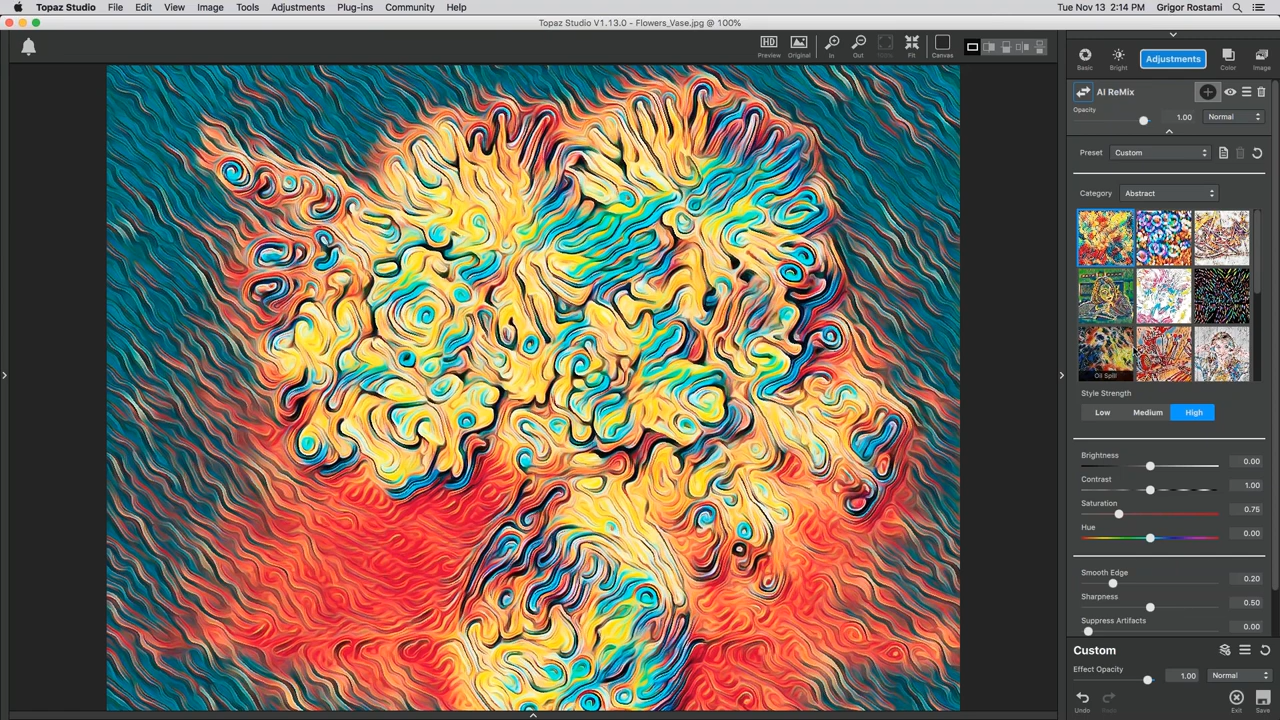 Topaz Studio File Edit View Image Tools Adjustments Plug-ins Community Help Tue Nov 13 2:14 PM Grigor Rostami
Topaz Studio V1.13.0 - Flowers_Vase.jpg @ 100%
Preview Original In Out Fit Canvas
Basic Bright Adjustments Color Image
AI ReMix
Opacity
1.00 Normal
Preset Custom
Category Abstract
Oil Spill
Style Strength
Low Medium High
Brightness 0.00
Contrast 1.00
Saturation 0.75
Hue 0.00
Smooth Edge 0.20
Sharpness 0.50
Suppress Artifacts 0.00
Custom
Effect Opacity 1.00 Normal
Undo Exit Save